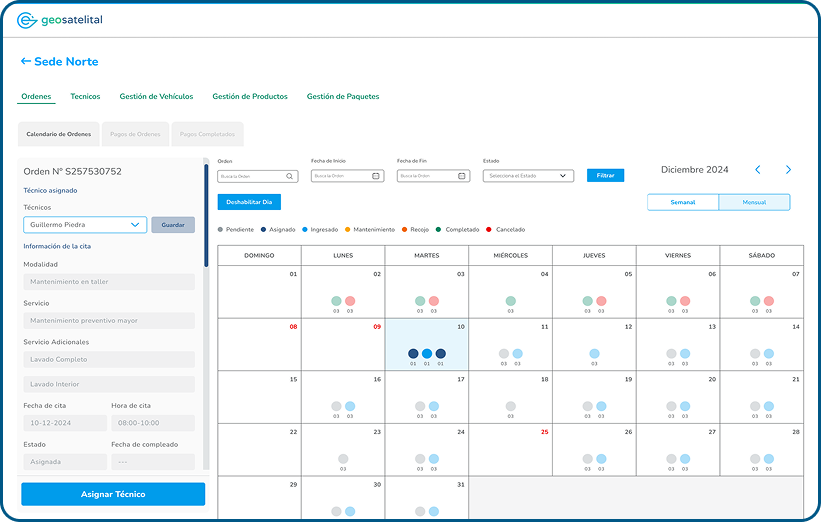 geosatelital
← Sede Norte
Ordenes Tecnicos Gestión de Vehículos Gestión de Productos Gestión de Paquetes
Calendario de Ordenes Pagos de Ordenes Pagos Completados
Orden N° S257530752
Técnico asignado
Técnicos
Guillermo Piedra Guardar
Información de la cita
Modalidad
Mantenimiento en taller
Servicio
Mantenimiento preventivo mayor
Servicio Adicionales
Lavado Completo
Lavado Interior
Fecha de cita Hora de cita
10-12-2024 08:00-10:00
Estado Fecha de compleado
Asignada ---
Asignar Técnico
Orden Fecha de Inicio Fecha de Fin Estado
Busca la Orden Busca la Orden Busca la Orden Selecciona el Estado Filtrar
Diciembre 2024
Deshabilitar Dia
Semanal Mensual
Pendiente Asignado Ingresado Mantenimiento Recojo Completado Cancelado
DOMINGO LUNES MARTES MIÉRCOLES JUEVES VIERNES SÁBADO
01 02 03 04 05 06 07
03 03 03 03 03 03 03 03 03 03 03
08 09 10 11 12 13 14
01 01 01 03 03 03 03 03 03 03
15 16 17 18 19 20 21
03 03 03 03 03 03 03 03 03 03 03
22 23 24 25 26 27 28
03 03 03 03 03 03 03 03 03
29 30 31